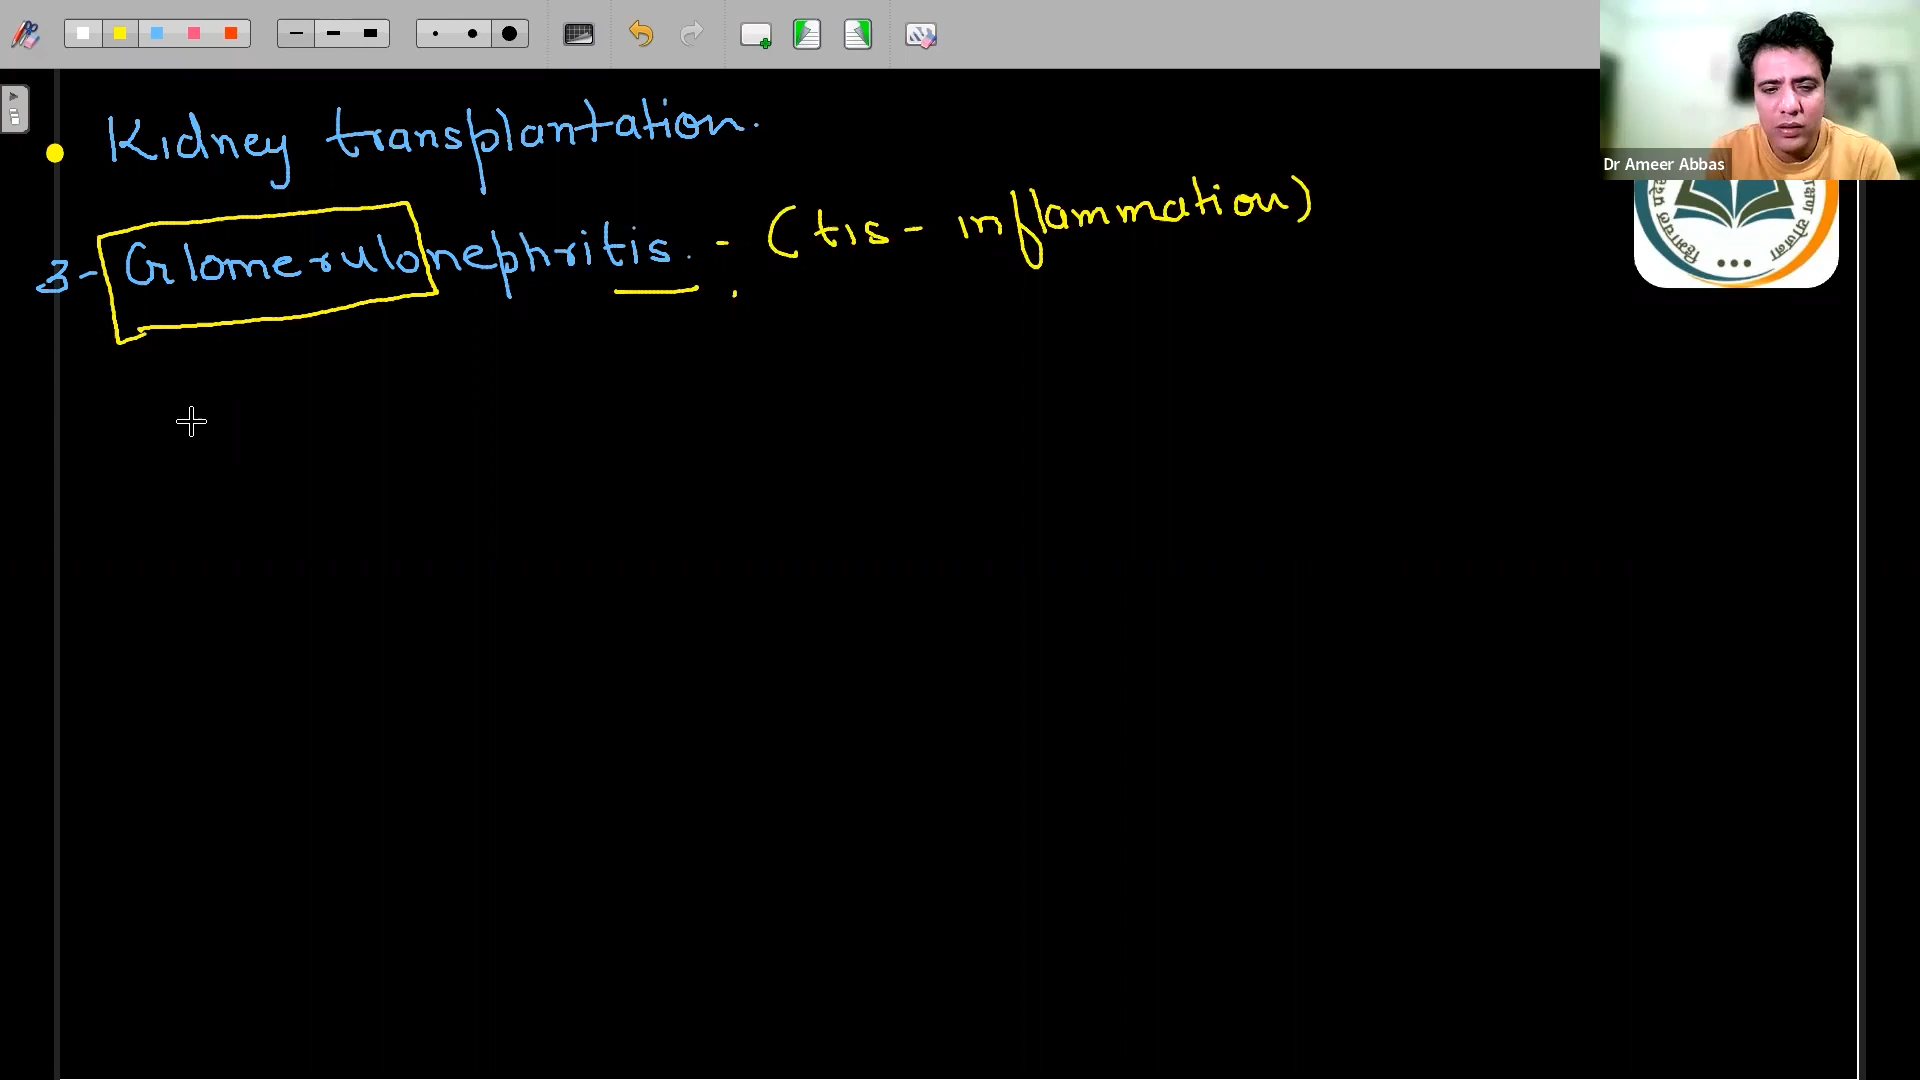 Kidney transplantation.
3- Glomerulonephritis. - (tis - inflammation)
Dr Ameer Abbas